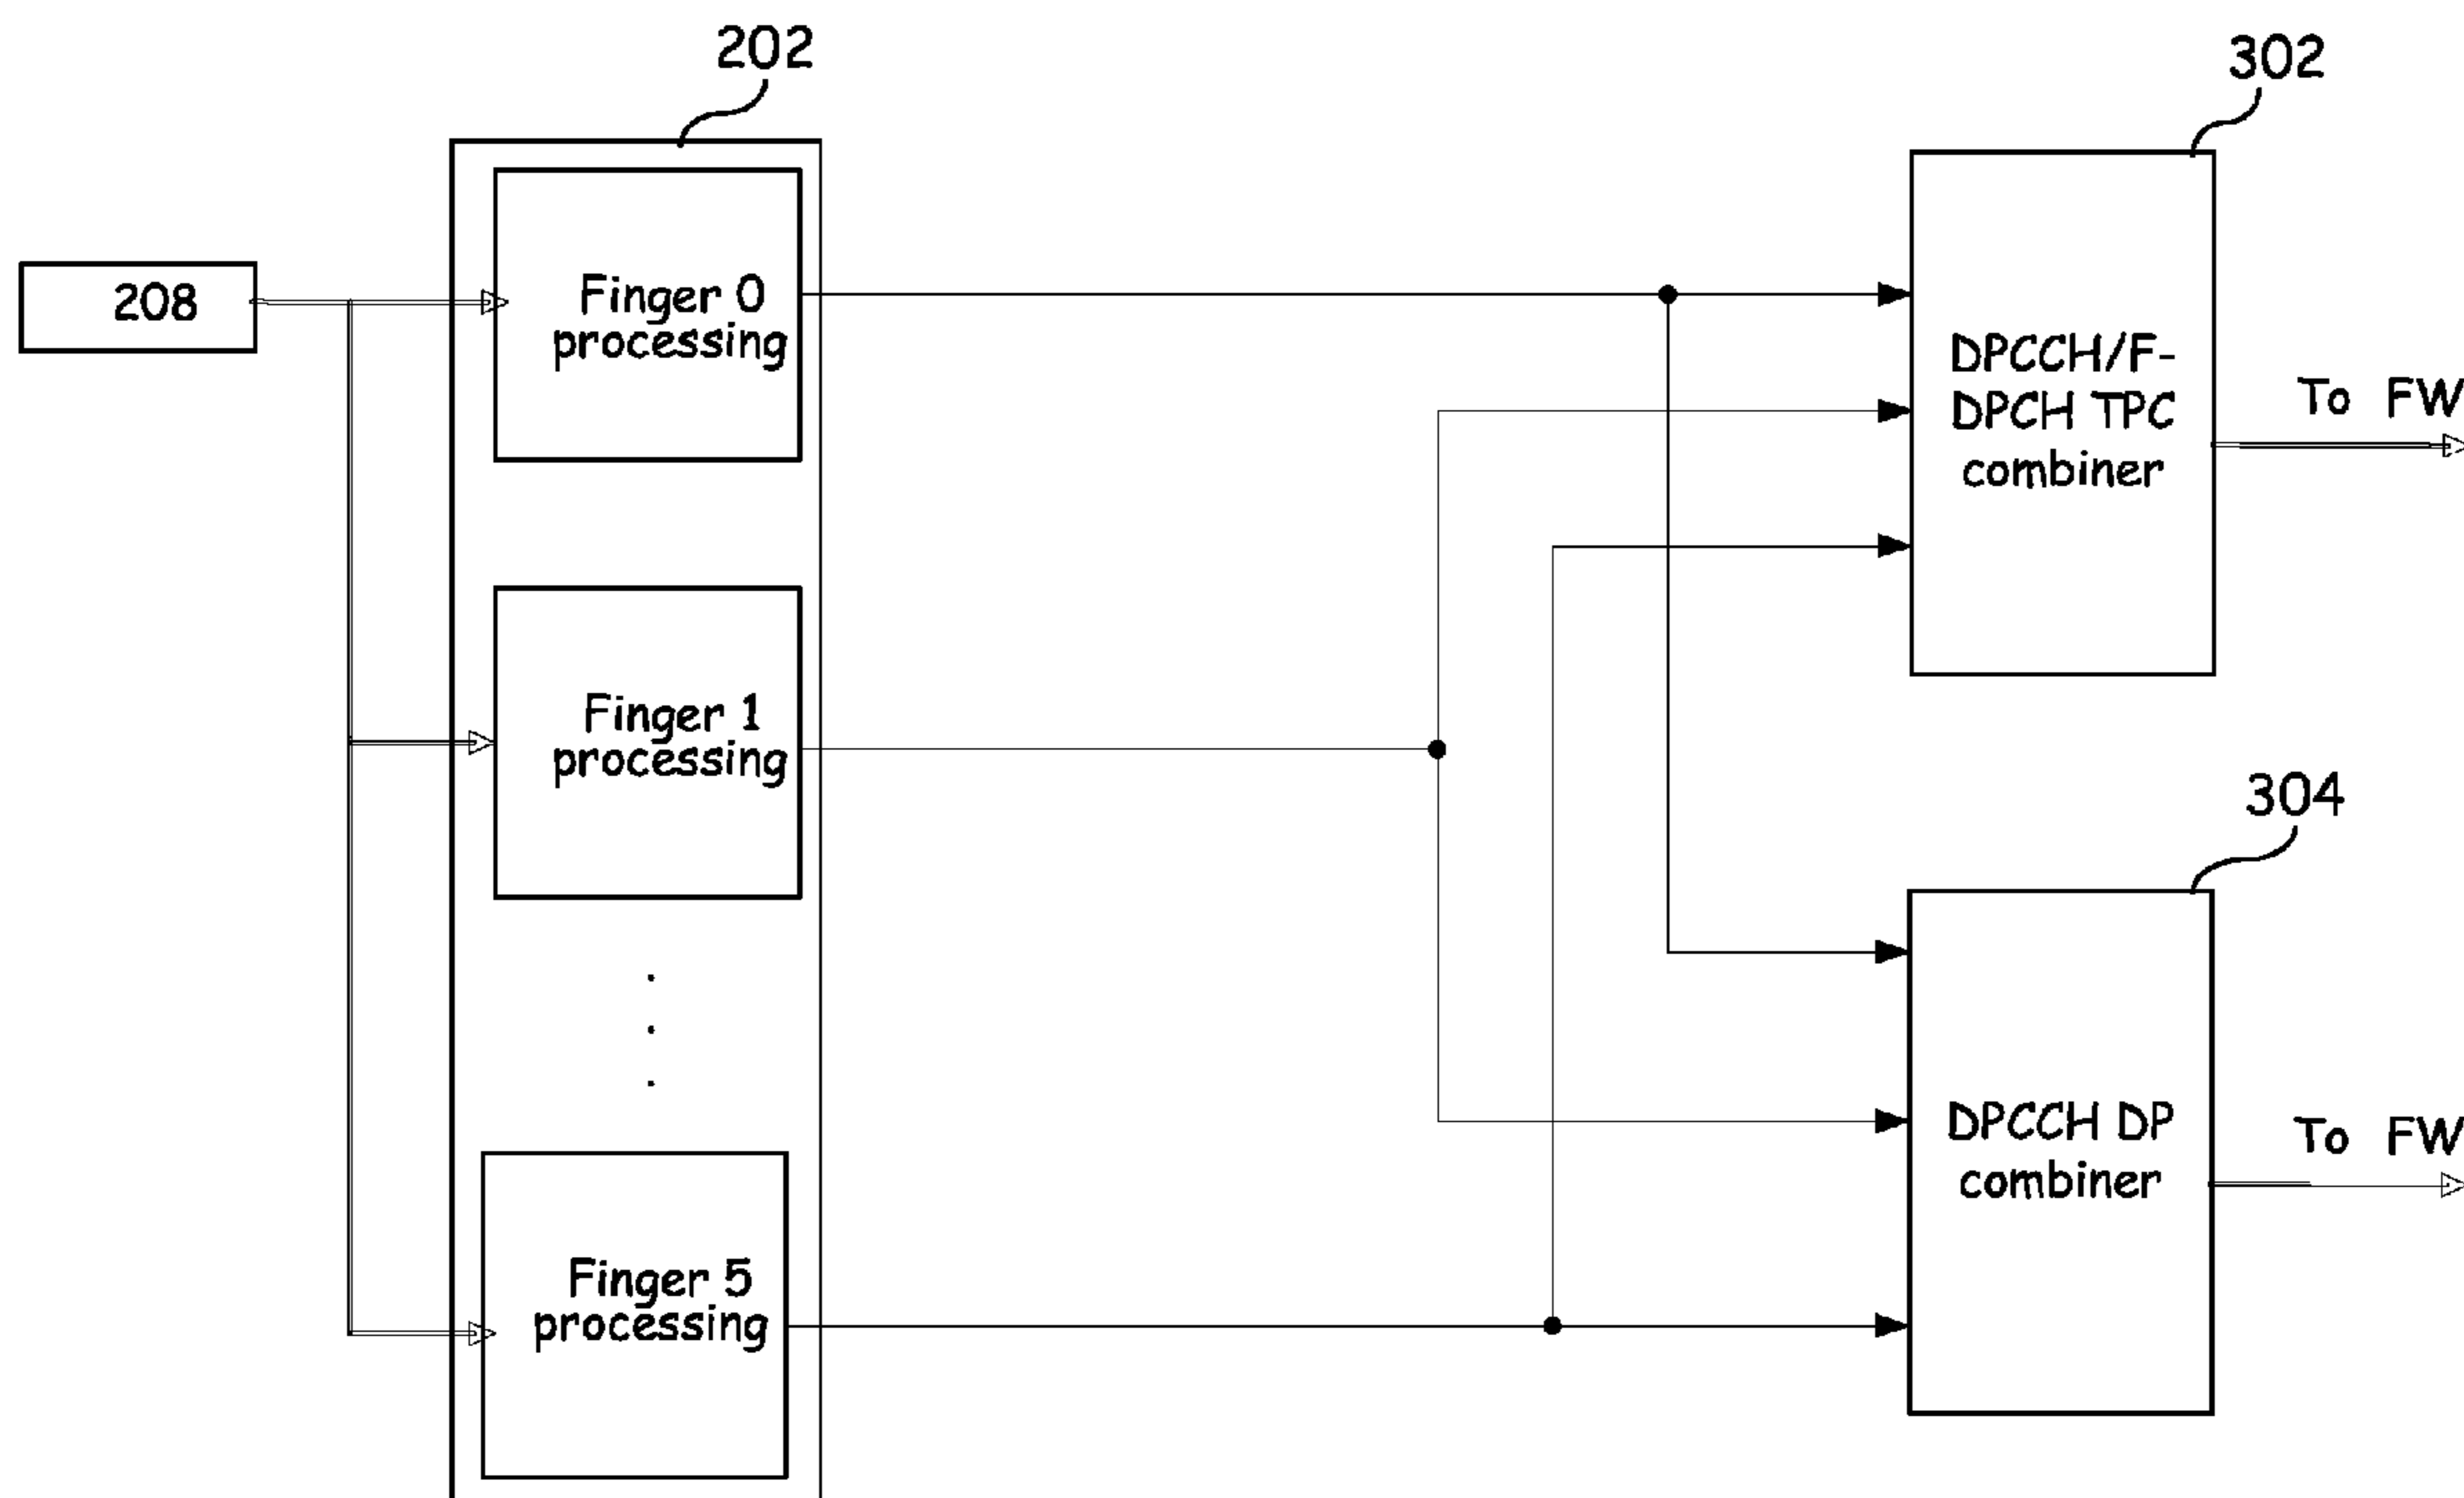 202
302
208
Finger 0
processing
DPCCH/F-
DPCH TPC
combiner
To FW
Finger 1
processing
304
DPCCH DP
combiner
To FW
Finger 5
processing